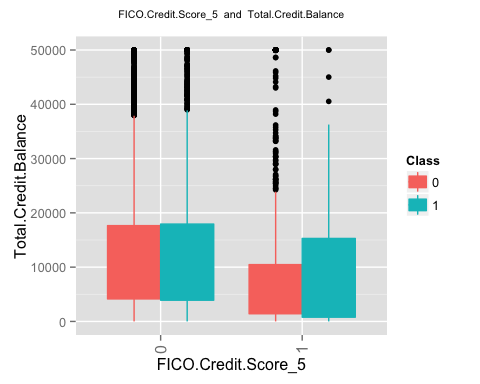 FICO.Credit.Score_5 and Total.Credit.Balance
50000
40000
30000
20000
10000
0
Total.Credit.Balance
0
1
FICO.Credit.Score_5
Class
0
1